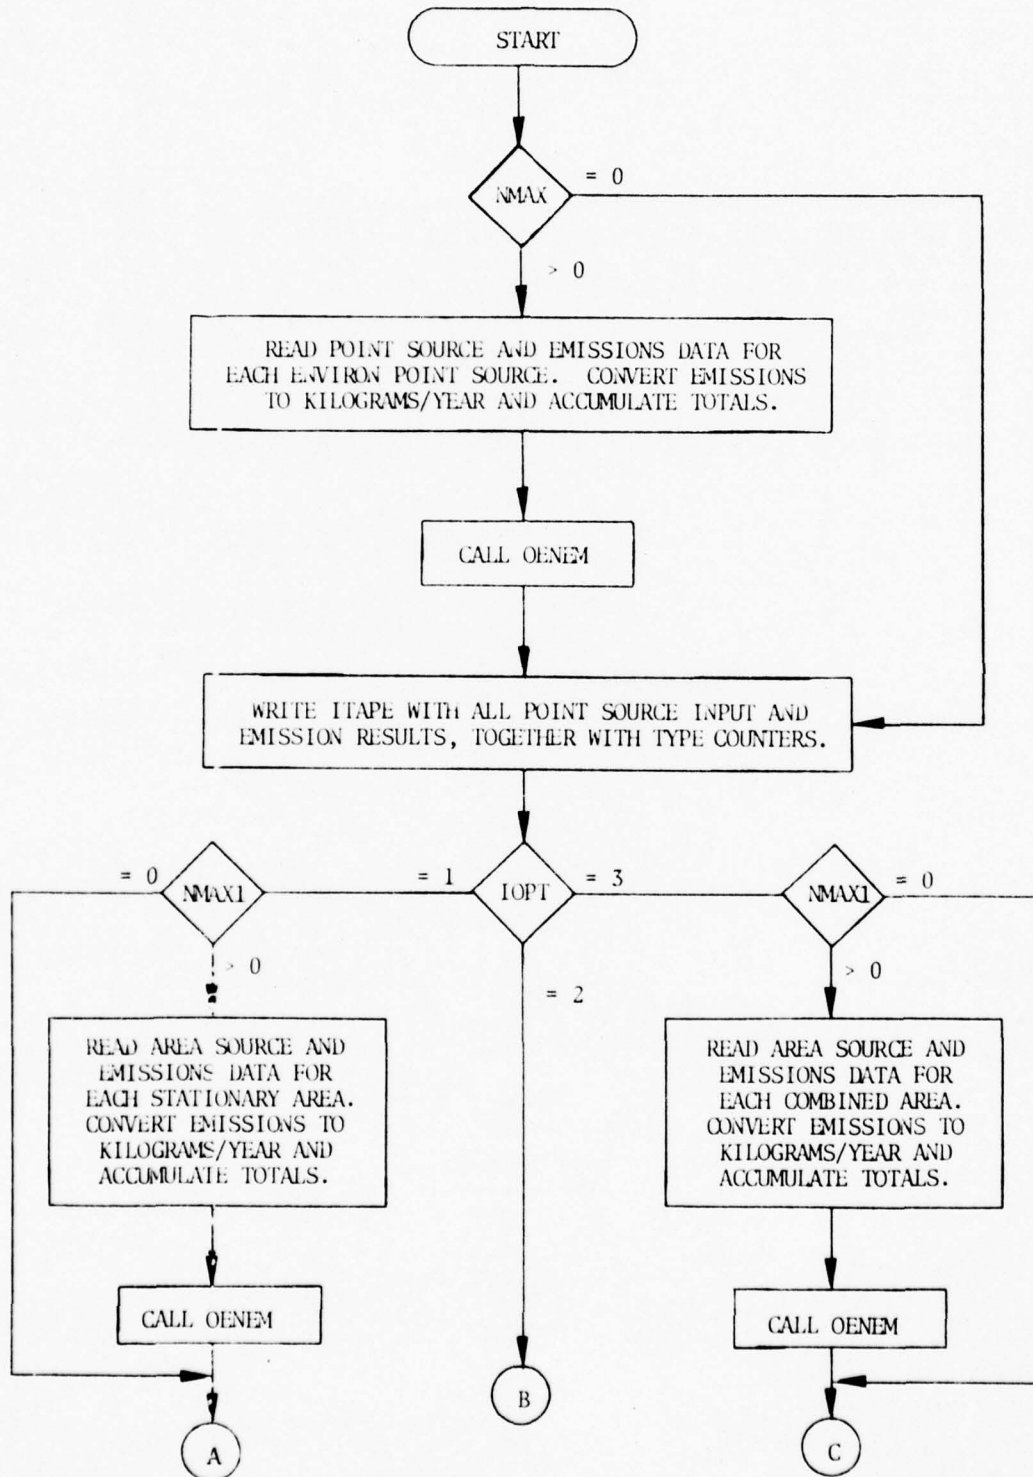 START
NMAX
= 0
> 0
READ POINT SOURCE AND EMISSIONS DATA FOR
EACH ENVIRON POINT SOURCE. CONVERT EMISSIONS
TO KILOGRAMS/YEAR AND ACCUMULATE TOTALS.
CALL OENEM
WRITE ITAPE WITH ALL POINT SOURCE INPUT AND
EMISSION RESULTS, TOGETHER WITH TYPE COUNTERS.
= 0
NMAX1
= 1
IOPT
= 3
NMAX1
= 0
> 0
= 2
> 0
READ AREA SOURCE AND
EMISSIONS DATA FOR
EACH STATIONARY AREA.
CONVERT EMISSIONS TO
KILOGRAMS/YEAR AND
ACCUMULATE TOTALS.
READ AREA SOURCE AND
EMISSIONS DATA FOR
EACH COMBINED AREA.
CONVERT EMISSIONS TO
KILOGRAMS/YEAR AND
ACCUMULATE TOTALS.
CALL OENEM
CALL OENEM
A
B
C